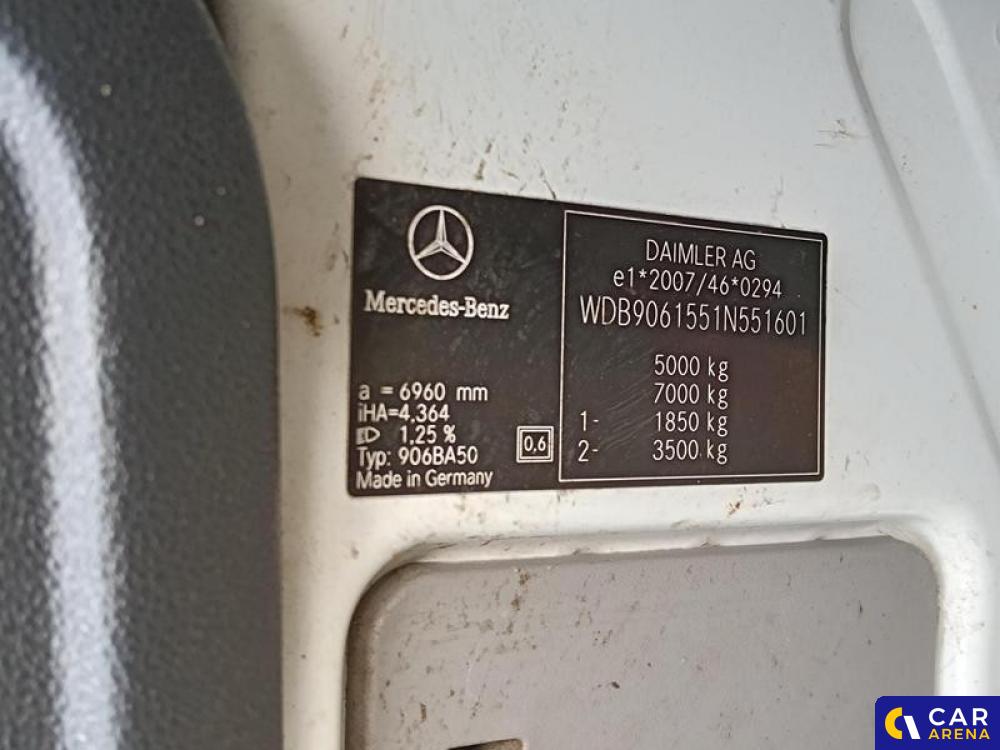 Mercedes-Benz
a = 6960 mm
iHA=4.364
1,25 %
Typ: 906BA50
Made in Germany
0,6
DAIMLER AG
e1*2007/46*0294
WDB9061551N551601
5000 kg
7000 kg
1- 1850 kg
2- 3500 kg
CAR
ARENA